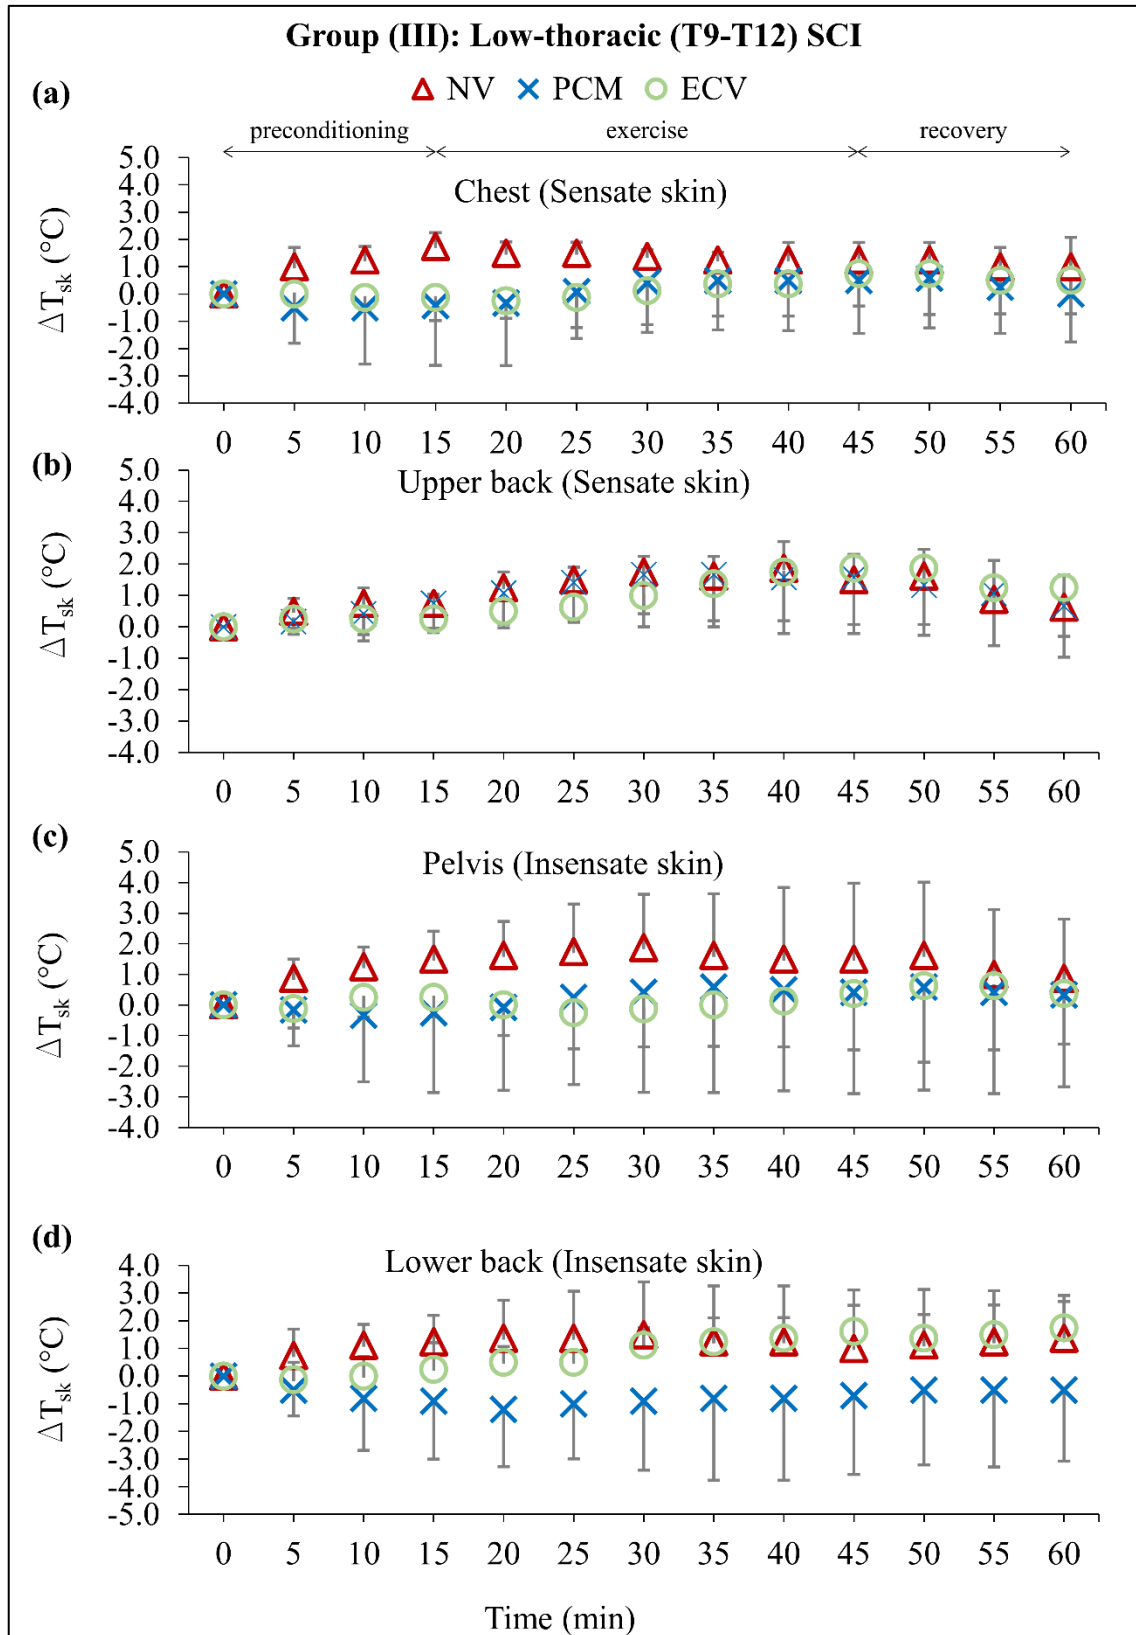 Group (III): Low-thoracic (T9-T12) SCI
(a)
NV PCM ECV
preconditioning exercise recovery
5.0
4.0
3.0
2.0
1.0
0.0
-1.0
-2.0
-3.0
-4.0
ΔTsk (°C)
Chest (Sensate skin)
0 5 10 15 20 25 30 35 40 45 50 55 60
(b)
5.0
4.0
3.0
2.0
1.0
0.0
-1.0
-2.0
-3.0
-4.0
ΔTsk (°C)
Upper back (Sensate skin)
0 5 10 15 20 25 30 35 40 45 50 55 60
(c)
5.0
4.0
3.0
2.0
1.0
0.0
-1.0
-2.0
-3.0
-4.0
ΔTsk (°C)
Pelvis (Insensate skin)
0 5 10 15 20 25 30 35 40 45 50 55 60
(d)
4.0
3.0
2.0
1.0
0.0
-1.0
-2.0
-3.0
-4.0
-5.0
ΔTsk (°C)
Lower back (Insensate skin)
0 5 10 15 20 25 30 35 40 45 50 55 60
Time (min)